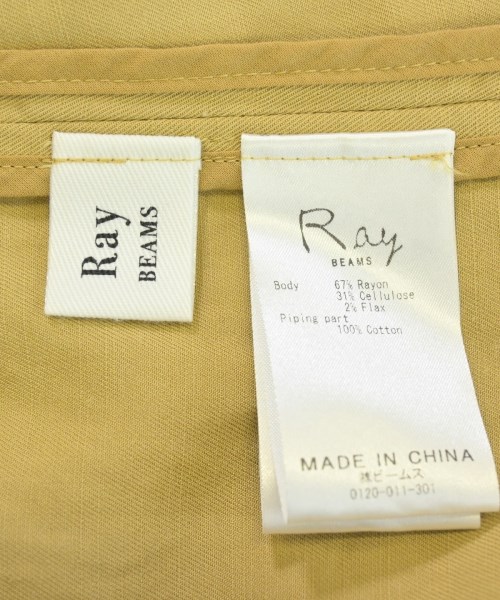 Ray
BEAMS
Ray
BEAMS
Body 67% Rayon
31% Cellulose
2% Flax
Piping part
100% Cotton
MADE IN CHINA
㈱ビームス
0120-011-301